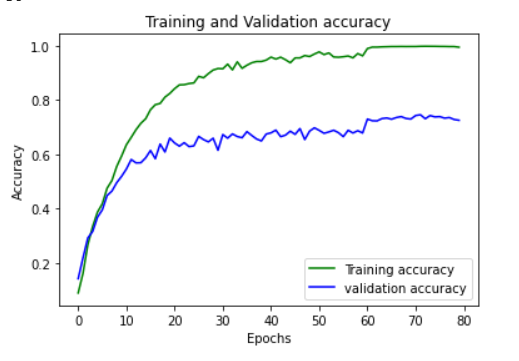 Training and Validation accuracy
1.0
0.8
0.6
0.4
0.2
Accuracy
Training accuracy
validation accuracy
0 10 20 30 40 50 60 70 80
Epochs